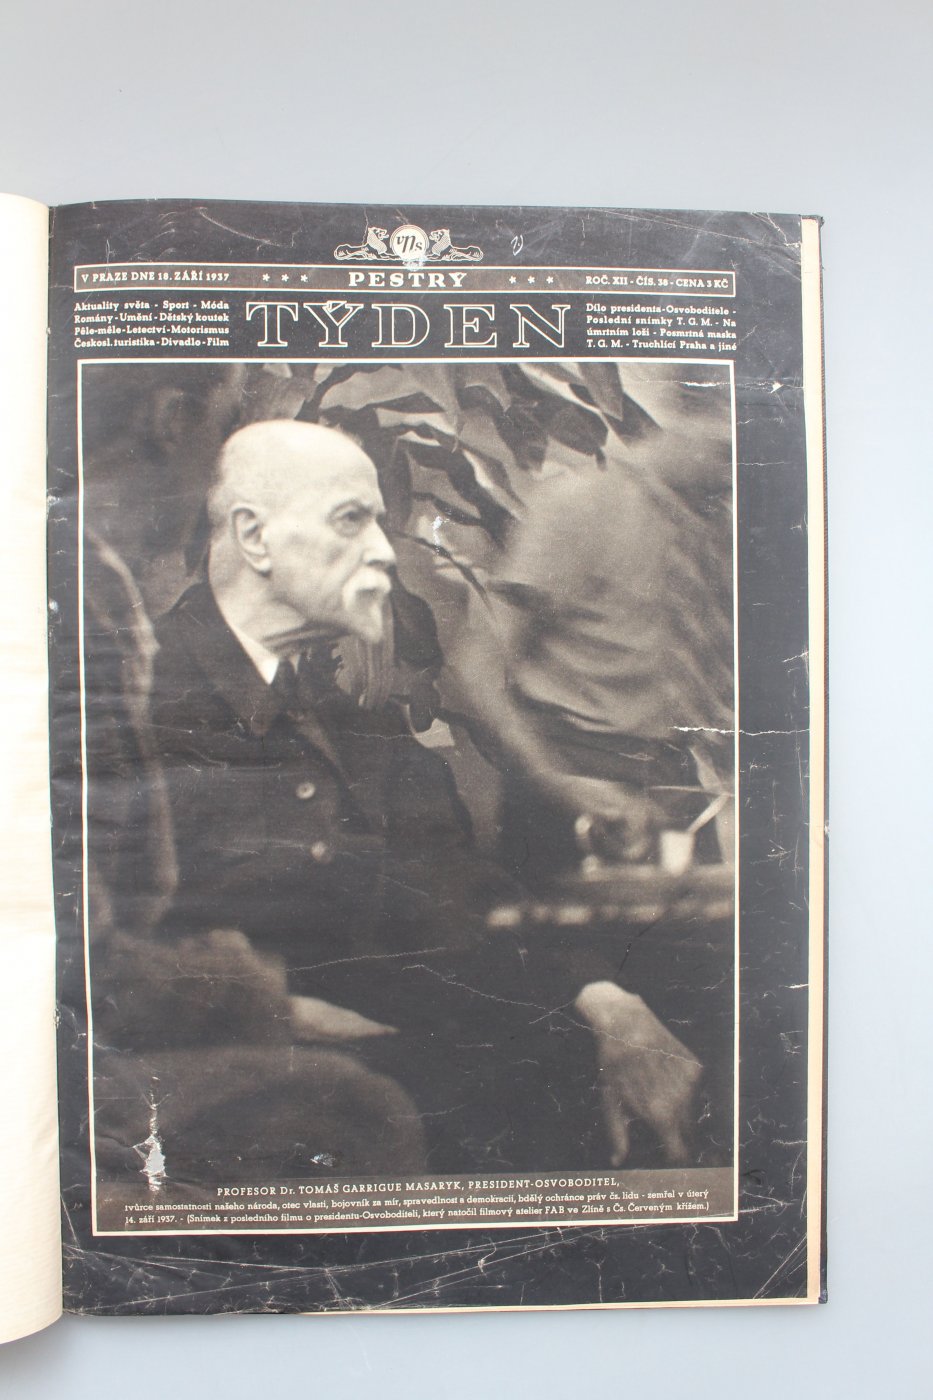 VNS
V PRAZE DNE 18. ZÁŘÍ 1937 * * * PESTRÝ * * * ROČ. XII - ČÍS. 38 - CENA 3 KČ
Aktuality světa - Sport - Móda
Romány - Umění - Dětský koutek
Pêle-mêle - Letectví - Motorismus
Českosl. turistika - Divadlo - Film
TÝDEN
Dílo presidenta-Osvoboditele -
Poslední snímky T. G. M. - Na
úmrtním loži - Posmrtná maska
T. G. M. - Truchlící Praha a jiné
PROFESOR Dr. TOMÁŠ GARRIGUE MASARYK, PRESIDENT-OSVOBODITEL,
tvůrce samostatnosti našeho národa, otec vlasti, bojovník za mír, spravedlnost a demokracii, bdělý ochránce práv čs. lidu - zemřel v úterý
14. září 1937. - (Snímek z posledního filmu o presidentu-Osvoboditeli, který natočil filmový atelier FAB ve Zlíně s Čs. Červeným křížem.)